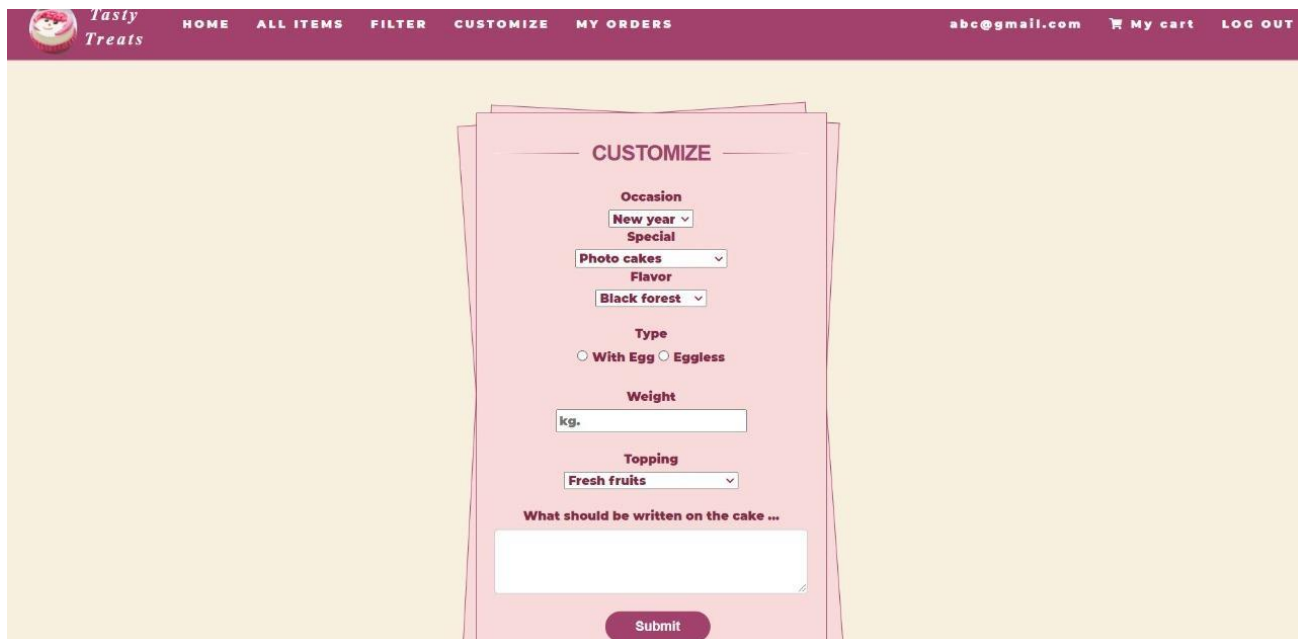 Tasty
Treats
HOME ALL ITEMS FILTER CUSTOMIZE MY ORDERS abc@gmail.com My cart LOG OUT
CUSTOMIZE
Occasion
New year
Special
Photo cakes
Flavor
Black forest
Type
With Egg Eggless
Weight
kg.
Topping
Fresh fruits
What should be written on the cake ...
Submit